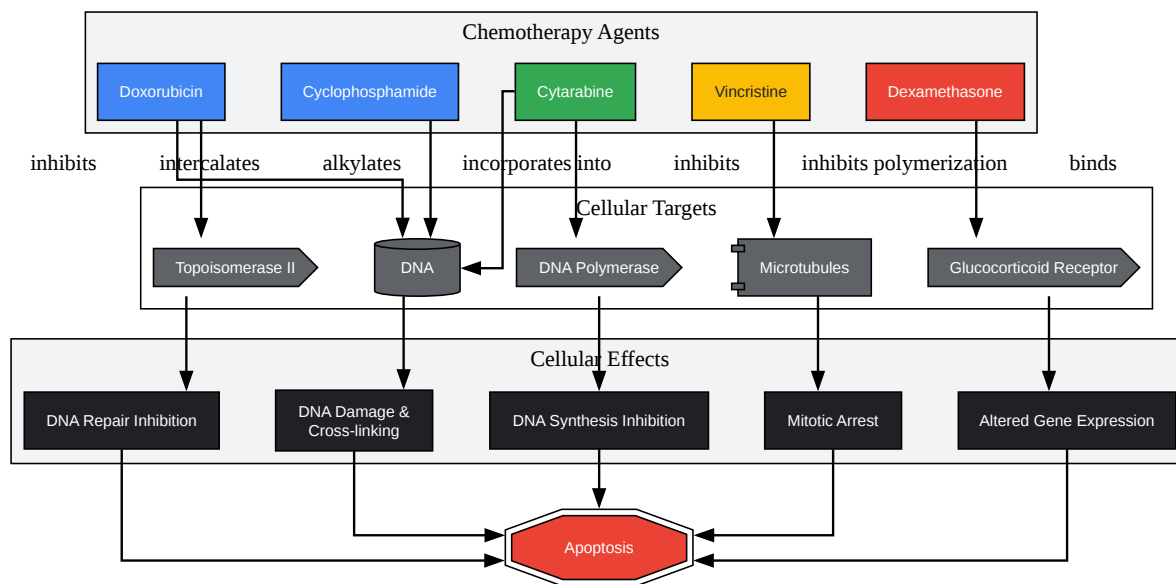 Chemotherapy Agents
Doxorubicin
Cyclophosphamide
Cytarabine
Vincristine
Dexamethasone
inhibits
intercalates
alkylates
incorporates into
inhibits
inhibits polymerization
binds
Cellular Targets
Topoisomerase II
DNA
DNA Polymerase
Microtubules
Glucocorticoid Receptor
Cellular Effects
DNA Repair Inhibition
DNA Damage &
Cross-linking
DNA Synthesis Inhibition
Mitotic Arrest
Altered Gene Expression
Apoptosis